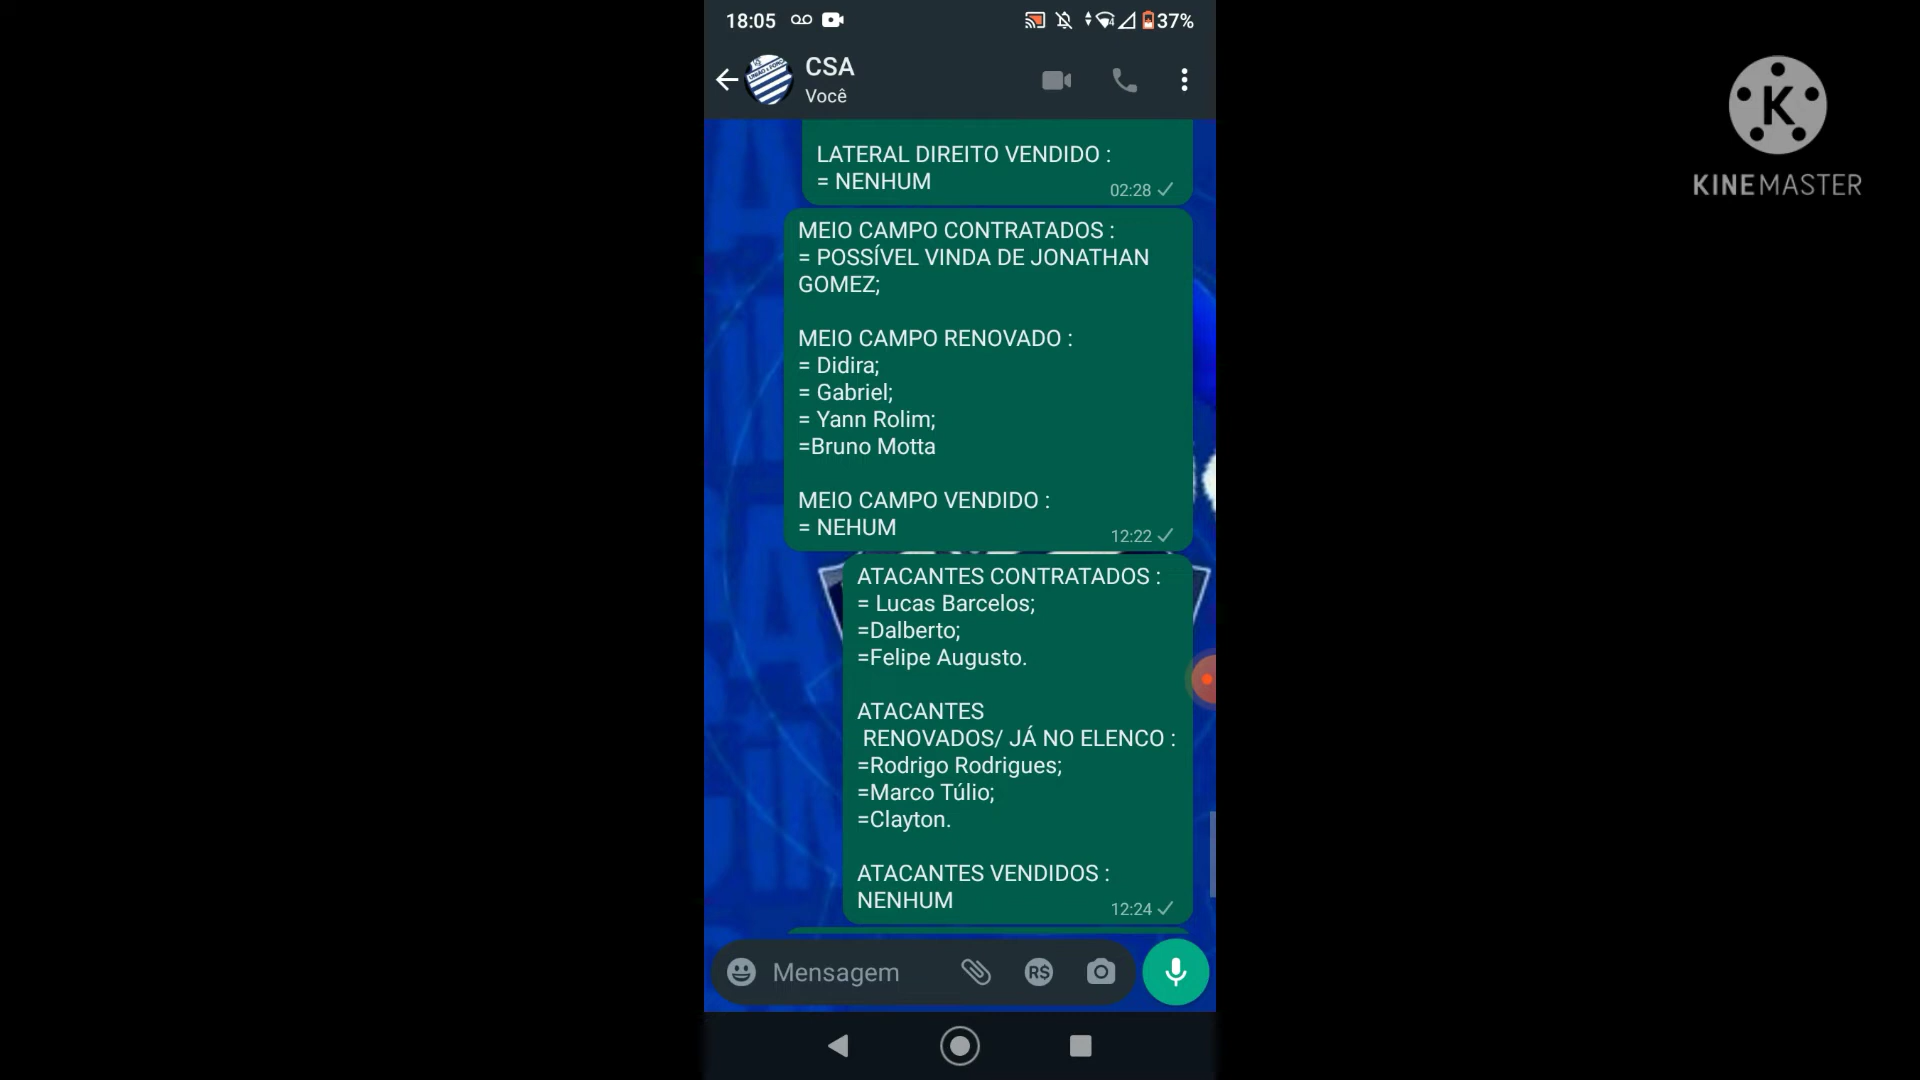 18:05
37%
CSA
Você
LATERAL DIREITO VENDIDO :
= NENHUM
02:28
MEIO CAMPO CONTRATADOS :
= POSSÍVEL VINDA DE JONATHAN
GOMEZ;
MEIO CAMPO RENOVADO :
= Didira;
= Gabriel;
= Yann Rolim;
=Bruno Motta
MEIO CAMPO VENDIDO :
= NEHUM
12:22
ATACANTES CONTRATADOS :
= Lucas Barcelos;
=Dalberto;
=Felipe Augusto.
ATACANTES
RENOVADOS/ JÁ NO ELENCO :
=Rodrigo Rodrigues;
=Marco Túlio;
=Clayton.
ATACANTES VENDIDOS :
NENHUM
12:24
Mensagem
R$
K
KINEMASTER